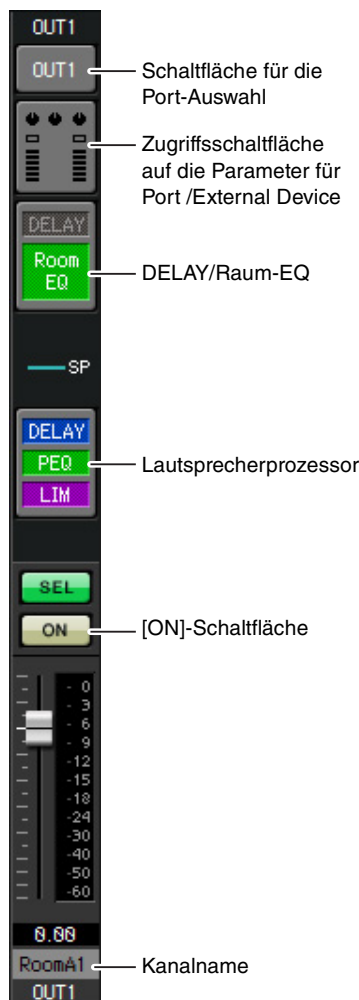 OUT1
OUT1
Schaltfläche für die
Port-Auswahl
Zugriffsschaltfläche
auf die Parameter für
Port /External Device
DELAY
Room
EQ
DELAY/Raum-EQ
SP
DELAY
PEQ
LIM
Lautsprecherprozessor
SEL
ON
[ON]-Schaltfläche
- 0
- 3
- 6
- 9
-12
-15
-18
-24
-30
-40
-50
-60
0.00
RoomA1
Kanalname
OUT1